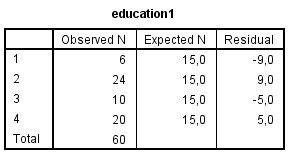 education1
Observed N Expected N Residual
1 6 15,0 -9,0
2 24 15,0 9,0
3 10 15,0 -5,0
4 20 15,0 5,0
Total 60